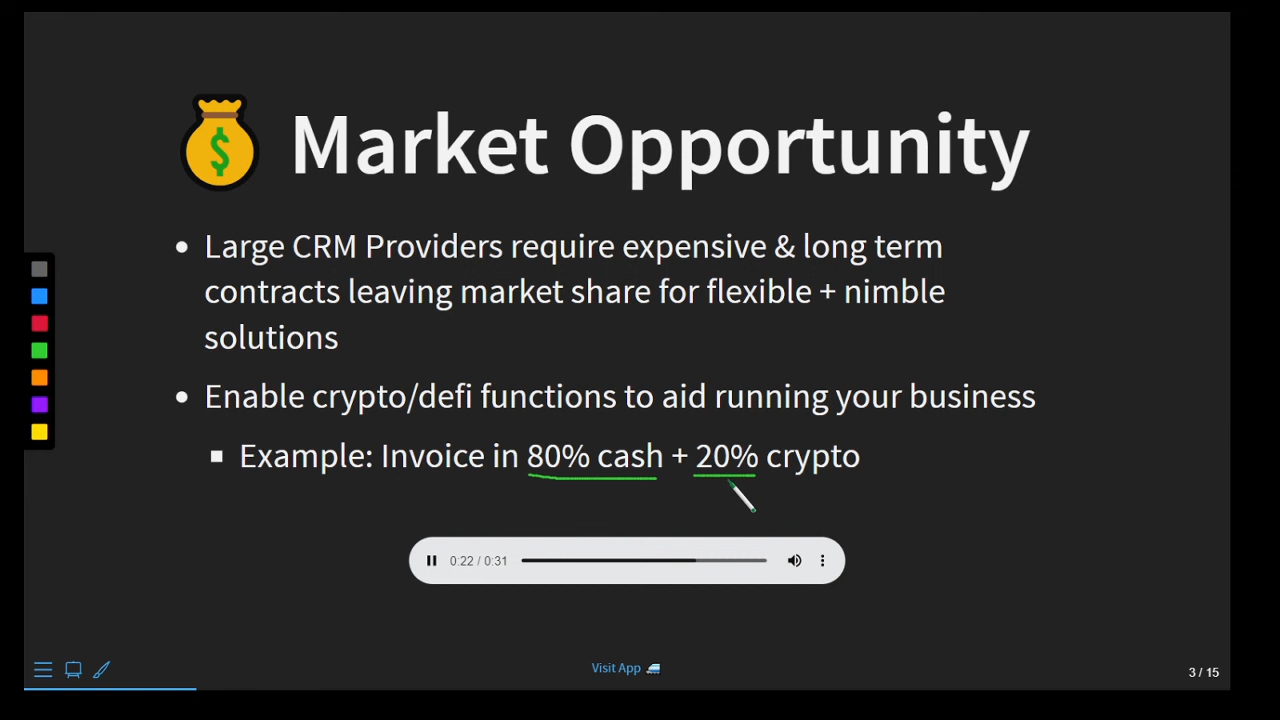 Market Opportunity
Large CRM Providers require expensive & long term
contracts leaving market share for flexible + nimble
solutions
Enable crypto/defi functions to aid running your business
Example: Invoice in 80% cash + 20% crypto
0:22 / 0:31
Visit App
3 / 15